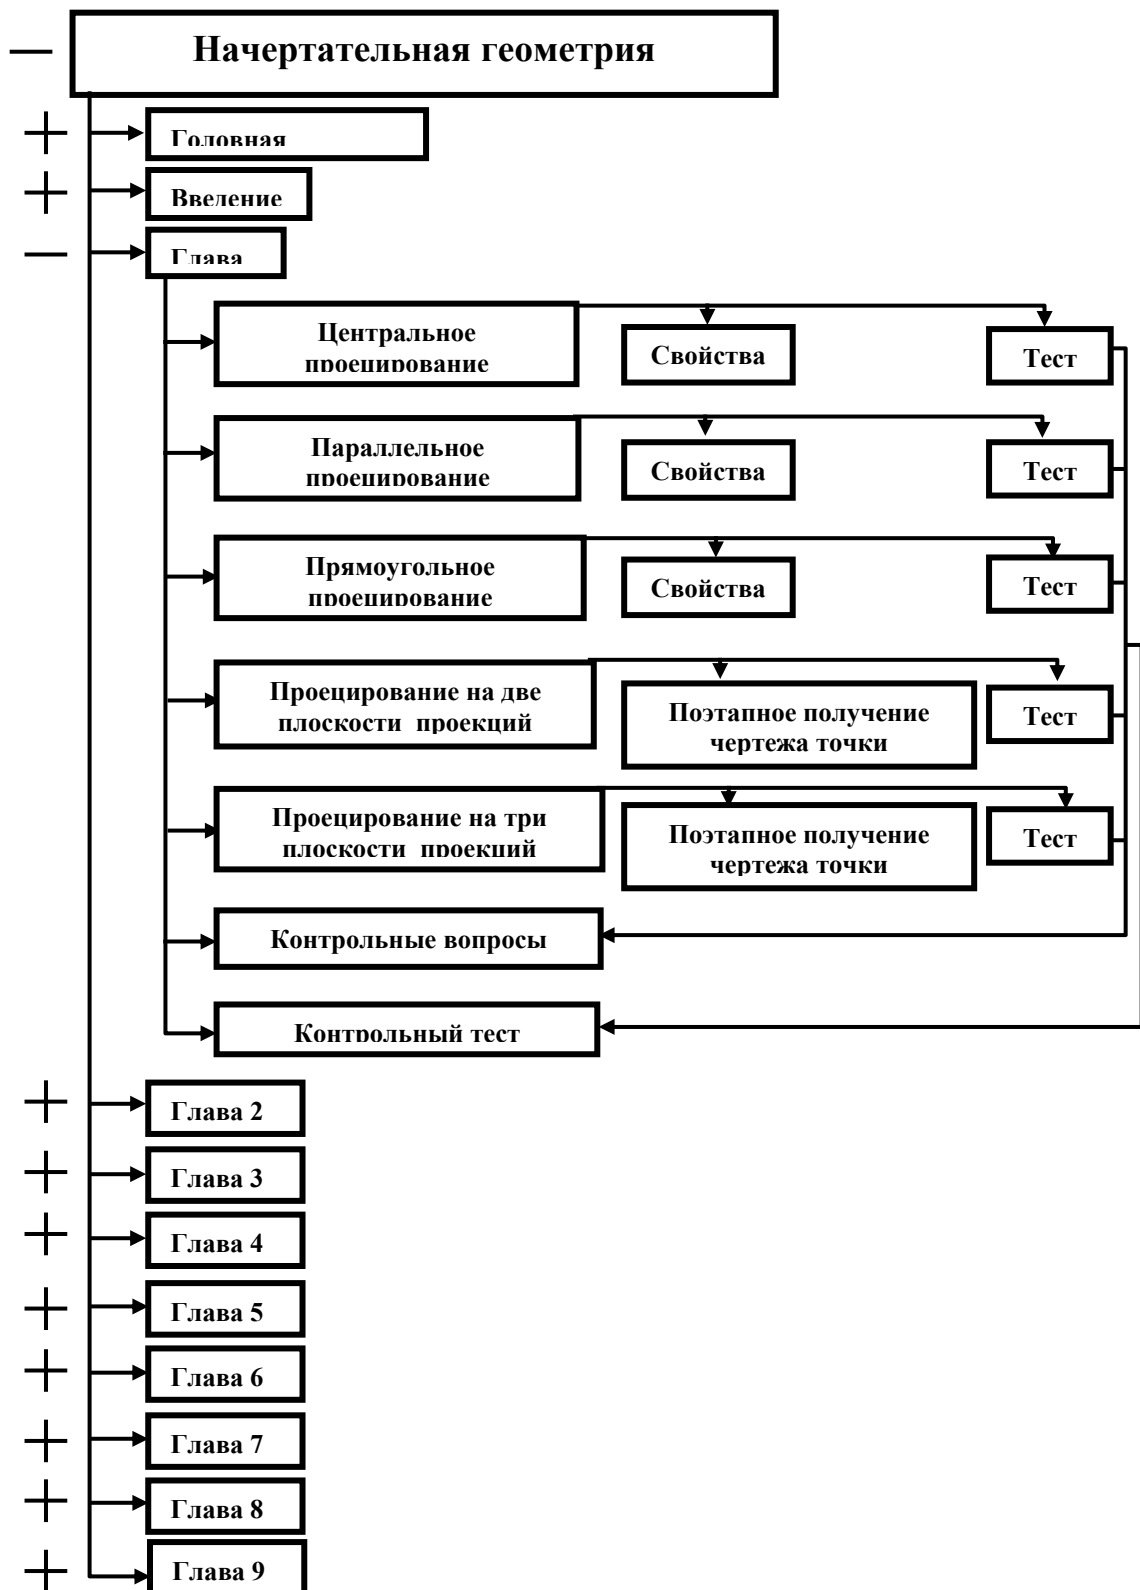 Начертательная геометрия
Головная
Введение
Глава
Центральное
проецирование
Свойства
Тест
Параллельное
проецирование
Свойства
Тест
Прямоугольное
проецирование
Свойства
Тест
Проецирование на две
плоскости проекций
Поэтапное получение
чертежа точки
Тест
Проецирование на три
плоскости проекций
Поэтапное получение
чертежа точки
Тест
Контрольные вопросы
Контрольный тест
Глава 2
Глава 3
Глава 4
Глава 5
Глава 6
Глава 7
Глава 8
Глава 9